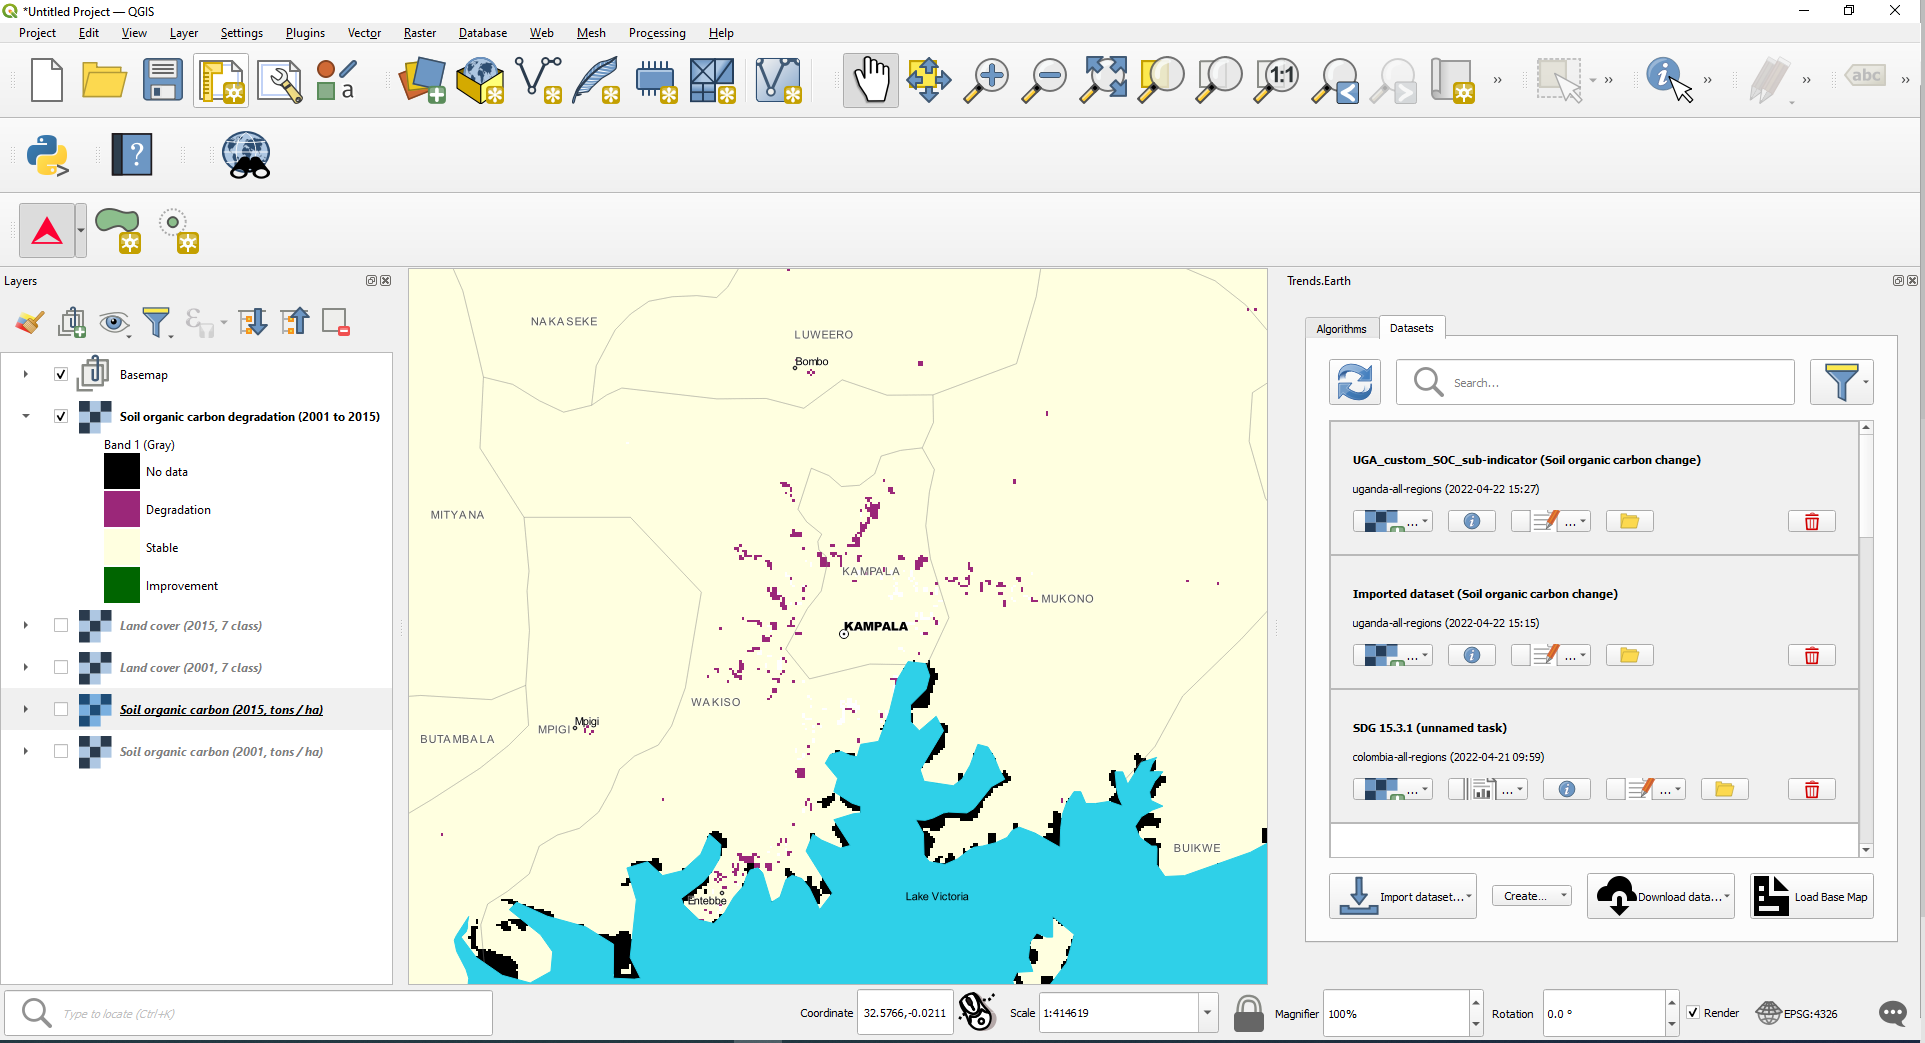 *Untitled Project — QGIS
Project Edit View Layer Settings Plugins Vector Raster Database Web Mesh Processing Help
1:1
abc
Layers
Basemap
Soil organic carbon degradation (2001 to 2015)
Band 1 (Gray)
No data
Degradation
Stable
Improvement
Land cover (2015, 7 class)
Land cover (2001, 7 class)
Soil organic carbon (2015, tons / ha)
Soil organic carbon (2001, tons / ha)
NAKASEKE
LUWEERO
Bombo
MITYANA
KAMPALA
MUKONO
KAMPALA
WAKISO
Mpigi
MPIGI
BUTAMBALA
BUIKWE
Lake Victoria
Entebbe
Trends.Earth
Algorithms Datasets
Search...
UGA_custom_SOC_sub-indicator (Soil organic carbon change)
uganda-all-regions (2022-04-22 15:27)
... ...
Imported dataset (Soil organic carbon change)
uganda-all-regions (2022-04-22 15:15)
... ...
SDG 15.3.1 (unnamed task)
colombia-all-regions (2022-04-21 09:59)
... ... ...
Import dataset... Create... Download data... Load Base Map
Type to locate (Ctrl+K) Coordinate 32.5766,-0.0211 Scale 1:414619 Magnifier 100% Rotation 0.0 ° Render EPSG:4326